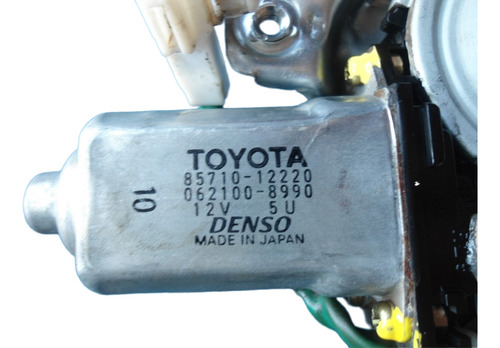 TOYOTA
85710-12220
062100-8990
12V 5U
DENSO
MADE IN JAPAN
10